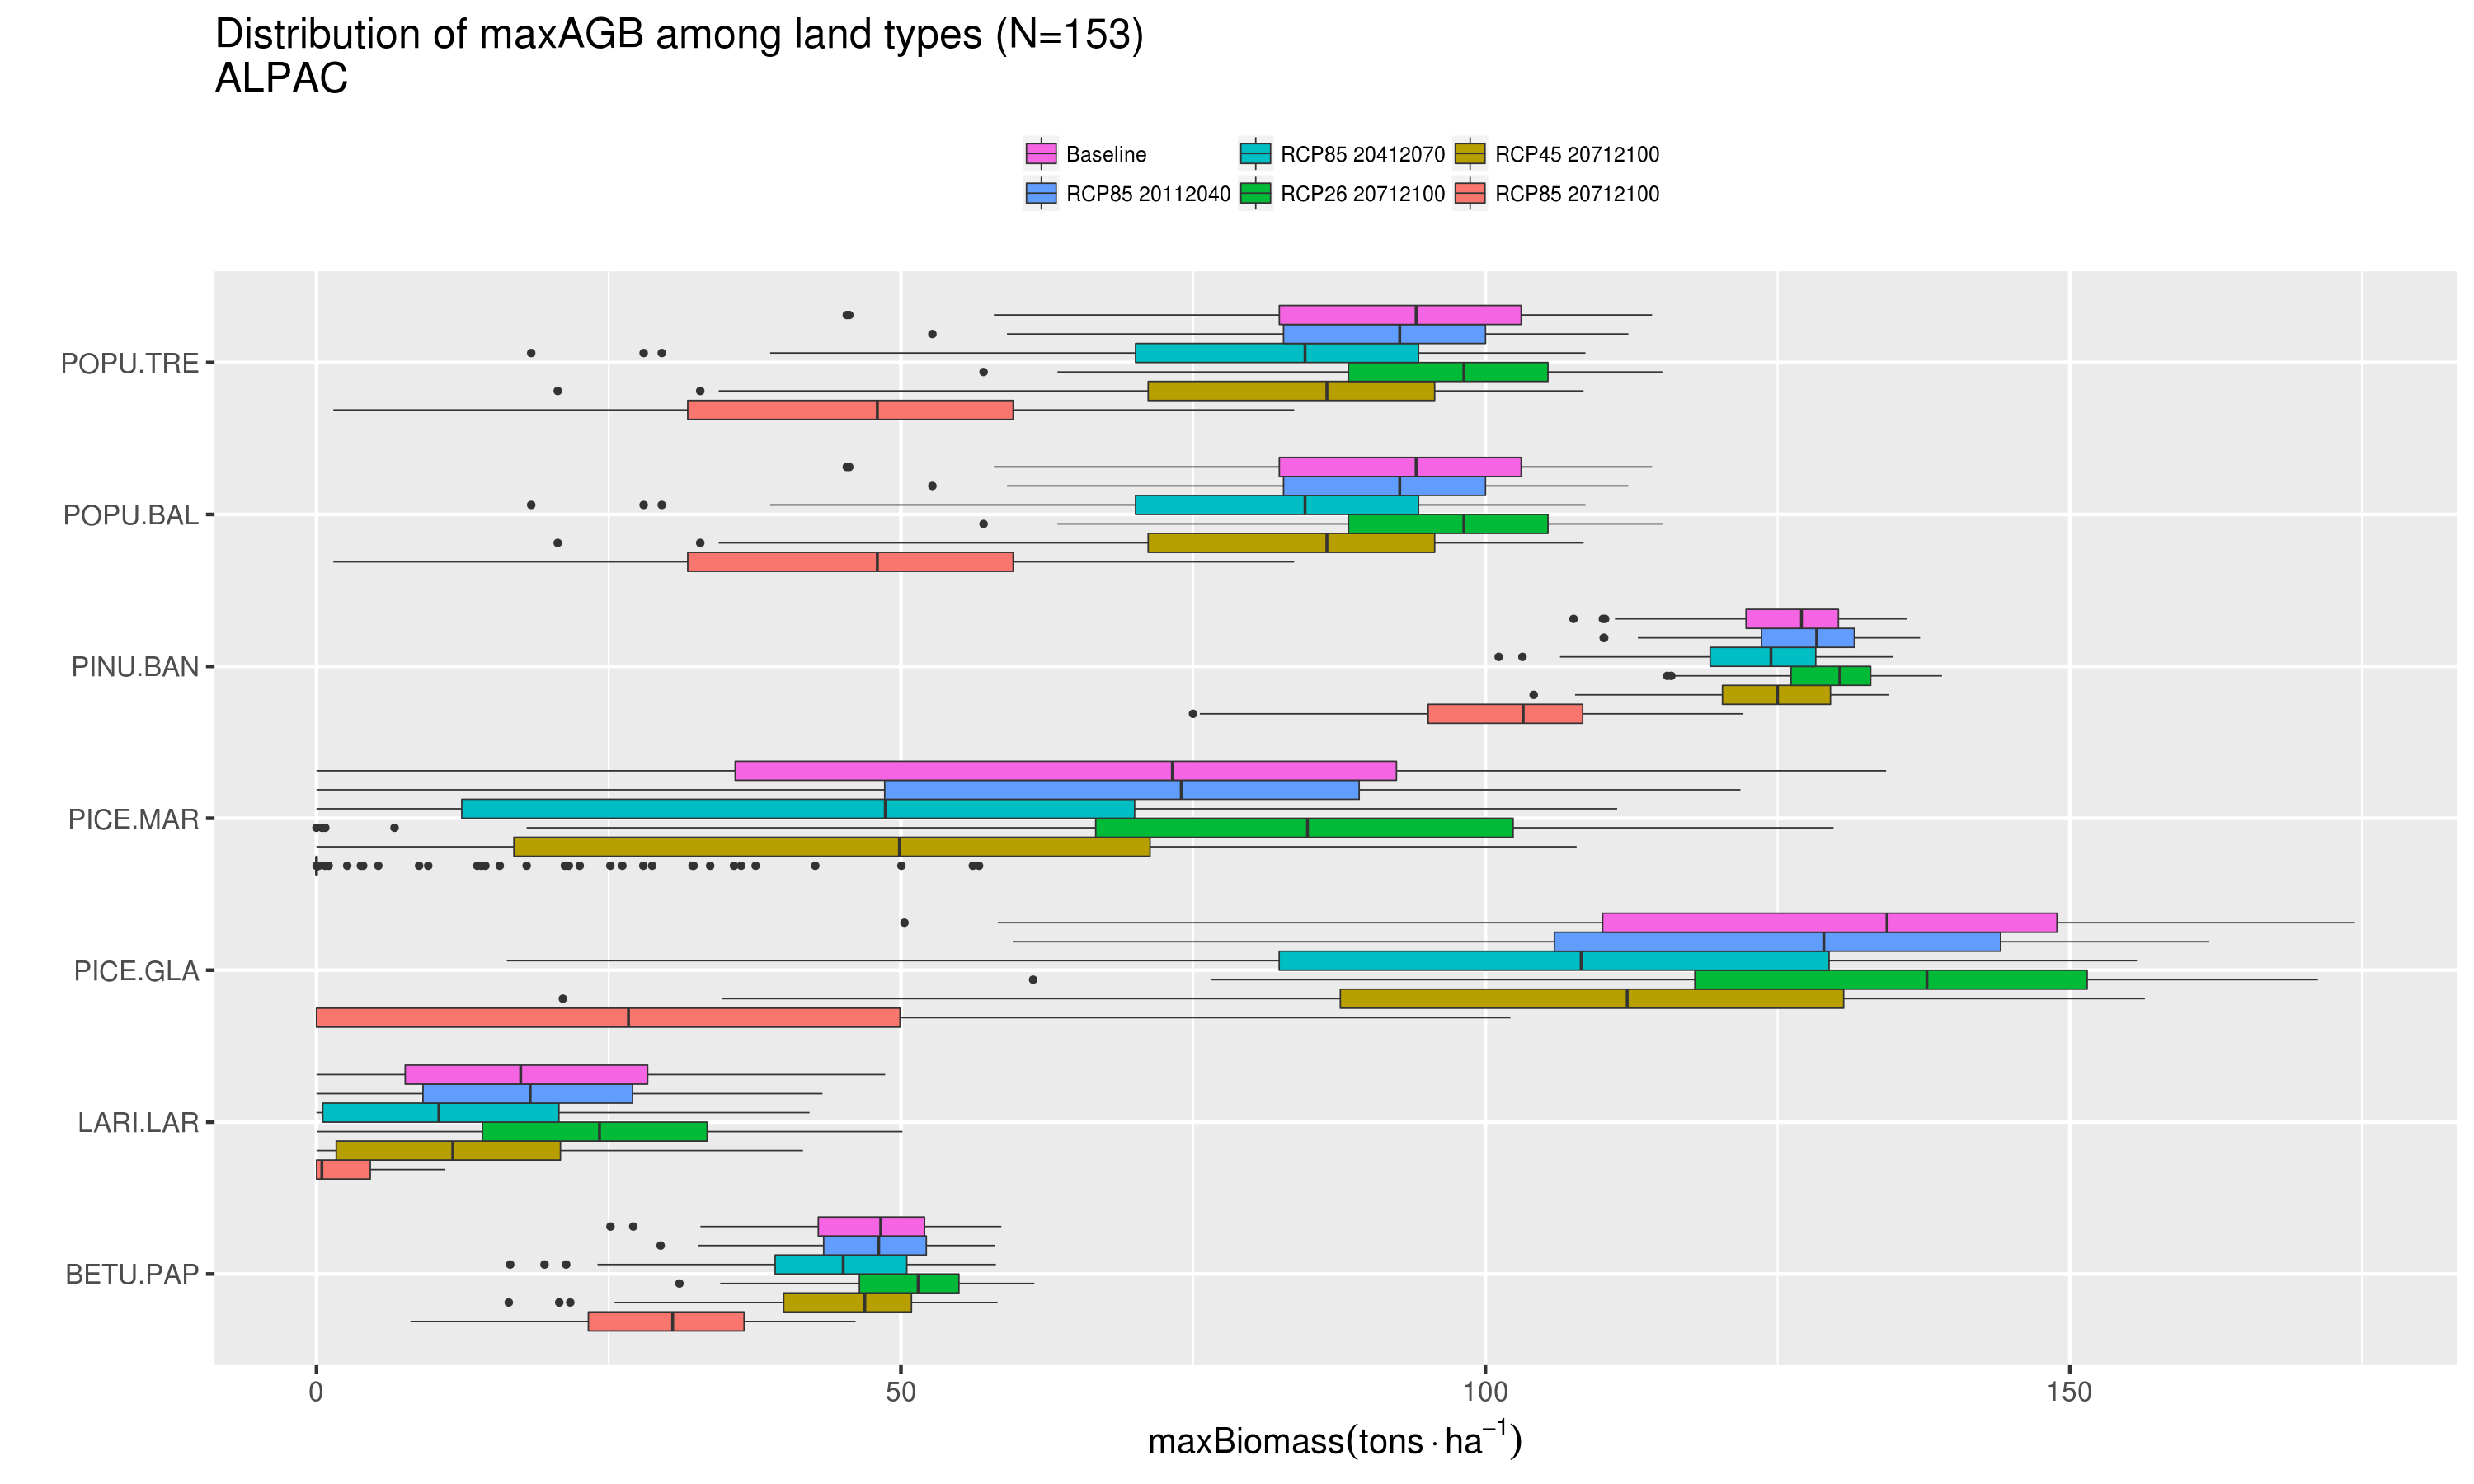 Distribution of maxAGB among land types (N=153)
ALPAC
Baseline RCP85 20412070 RCP45 20712100
RCP85 20112040 RCP26 20712100 RCP85 20712100
POPU.TRE
POPU.BAL
PINU.BAN
PICE.MAR
PICE.GLA
LARI.LAR
BETU.PAP
0 50 100 150
maxBiomass(tons·ha⁻¹)